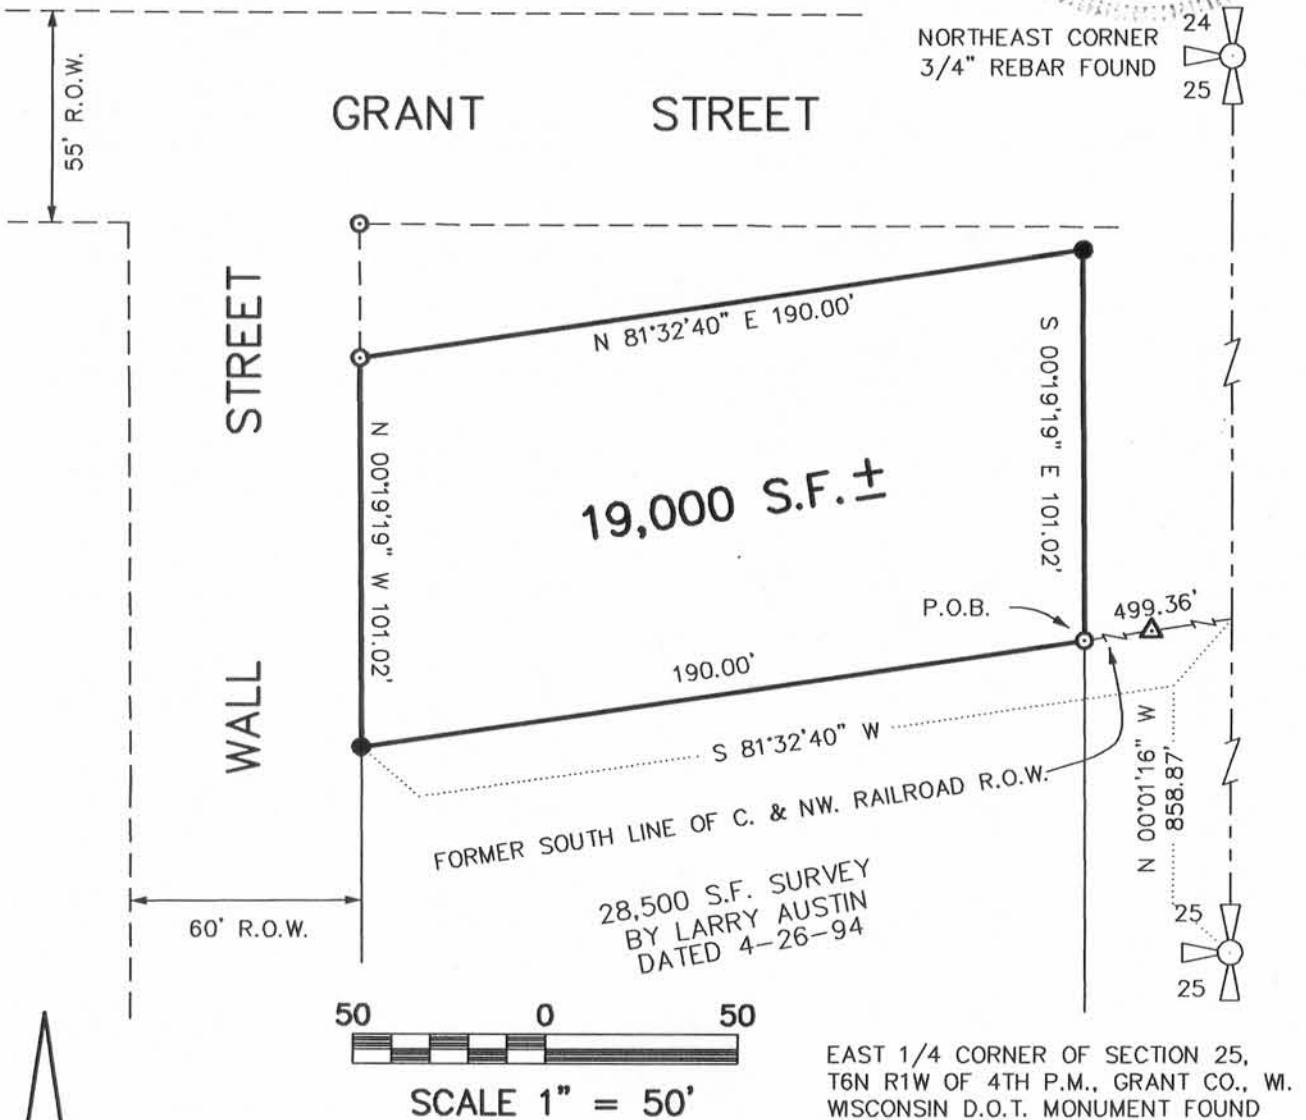 24
NORTHEAST CORNER
3/4" REBAR FOUND
25
55' R.O.W.
GRANT STREET
WALL STREET
N 81°32'40" E 190.00'
S 00°19'19" E 101.02'
N 00°19'19" W 101.02'
19,000 S.F.±
P.O.B.
499.36'
190.00'
S 81°32'40" W
N 00°01'16" W
858.87'
FORMER SOUTH LINE OF C. & NW. RAILROAD R.O.W.
28,500 S.F. SURVEY
BY LARRY AUSTIN
DATED 4-26-94
60' R.O.W.
25
25
50 0 50
SCALE 1" = 50'
EAST 1/4 CORNER OF SECTION 25,
T6N R1W OF 4TH P.M., GRANT CO., WI.
WISCONSIN D.O.T. MONUMENT FOUND